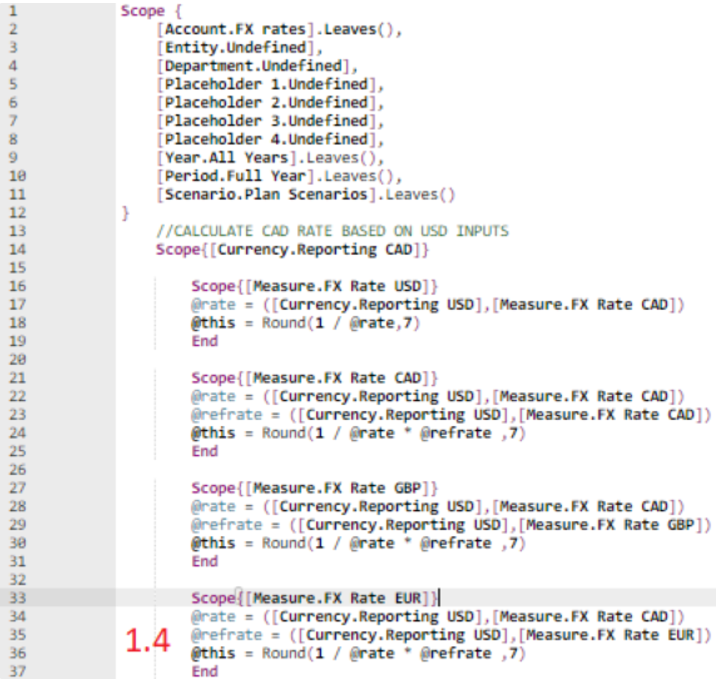 1 Scope {
2 [Account.FX rates].Leaves(),
3 [Entity.Undefined],
4 [Department.Undefined],
5 [Placeholder 1.Undefined],
6 [Placeholder 2.Undefined],
7 [Placeholder 3.Undefined],
8 [Placeholder 4.Undefined],
9 [Year.All Years].Leaves(),
10 [Period.Full Year].Leaves(),
11 [Scenario.Plan Scenarios].Leaves()
12 }
13 //CALCULATE CAD RATE BASED ON USD INPUTS
14 Scope{[Currency.Reporting CAD]}
15
16 Scope{[Measure.FX Rate USD]}
17 @rate = ([Currency.Reporting USD],[Measure.FX Rate CAD])
18 @this = Round(1 / @rate,7)
19 End
20
21 Scope{[Measure.FX Rate CAD]}
22 @rate = ([Currency.Reporting USD],[Measure.FX Rate CAD])
23 @refrate = ([Currency.Reporting USD],[Measure.FX Rate CAD])
24 @this = Round(1 / @rate * @refrate ,7)
25 End
26
27 Scope{[Measure.FX Rate GBP]}
28 @rate = ([Currency.Reporting USD],[Measure.FX Rate CAD])
29 @refrate = ([Currency.Reporting USD],[Measure.FX Rate GBP])
30 @this = Round(1 / @rate * @refrate ,7)
31 End
32
33 Scope{[Measure.FX Rate EUR]}
34 @rate = ([Currency.Reporting USD],[Measure.FX Rate CAD])
35 @refrate = ([Currency.Reporting USD],[Measure.FX Rate EUR])
1.4
36 @this = Round(1 / @rate * @refrate ,7)
37 End